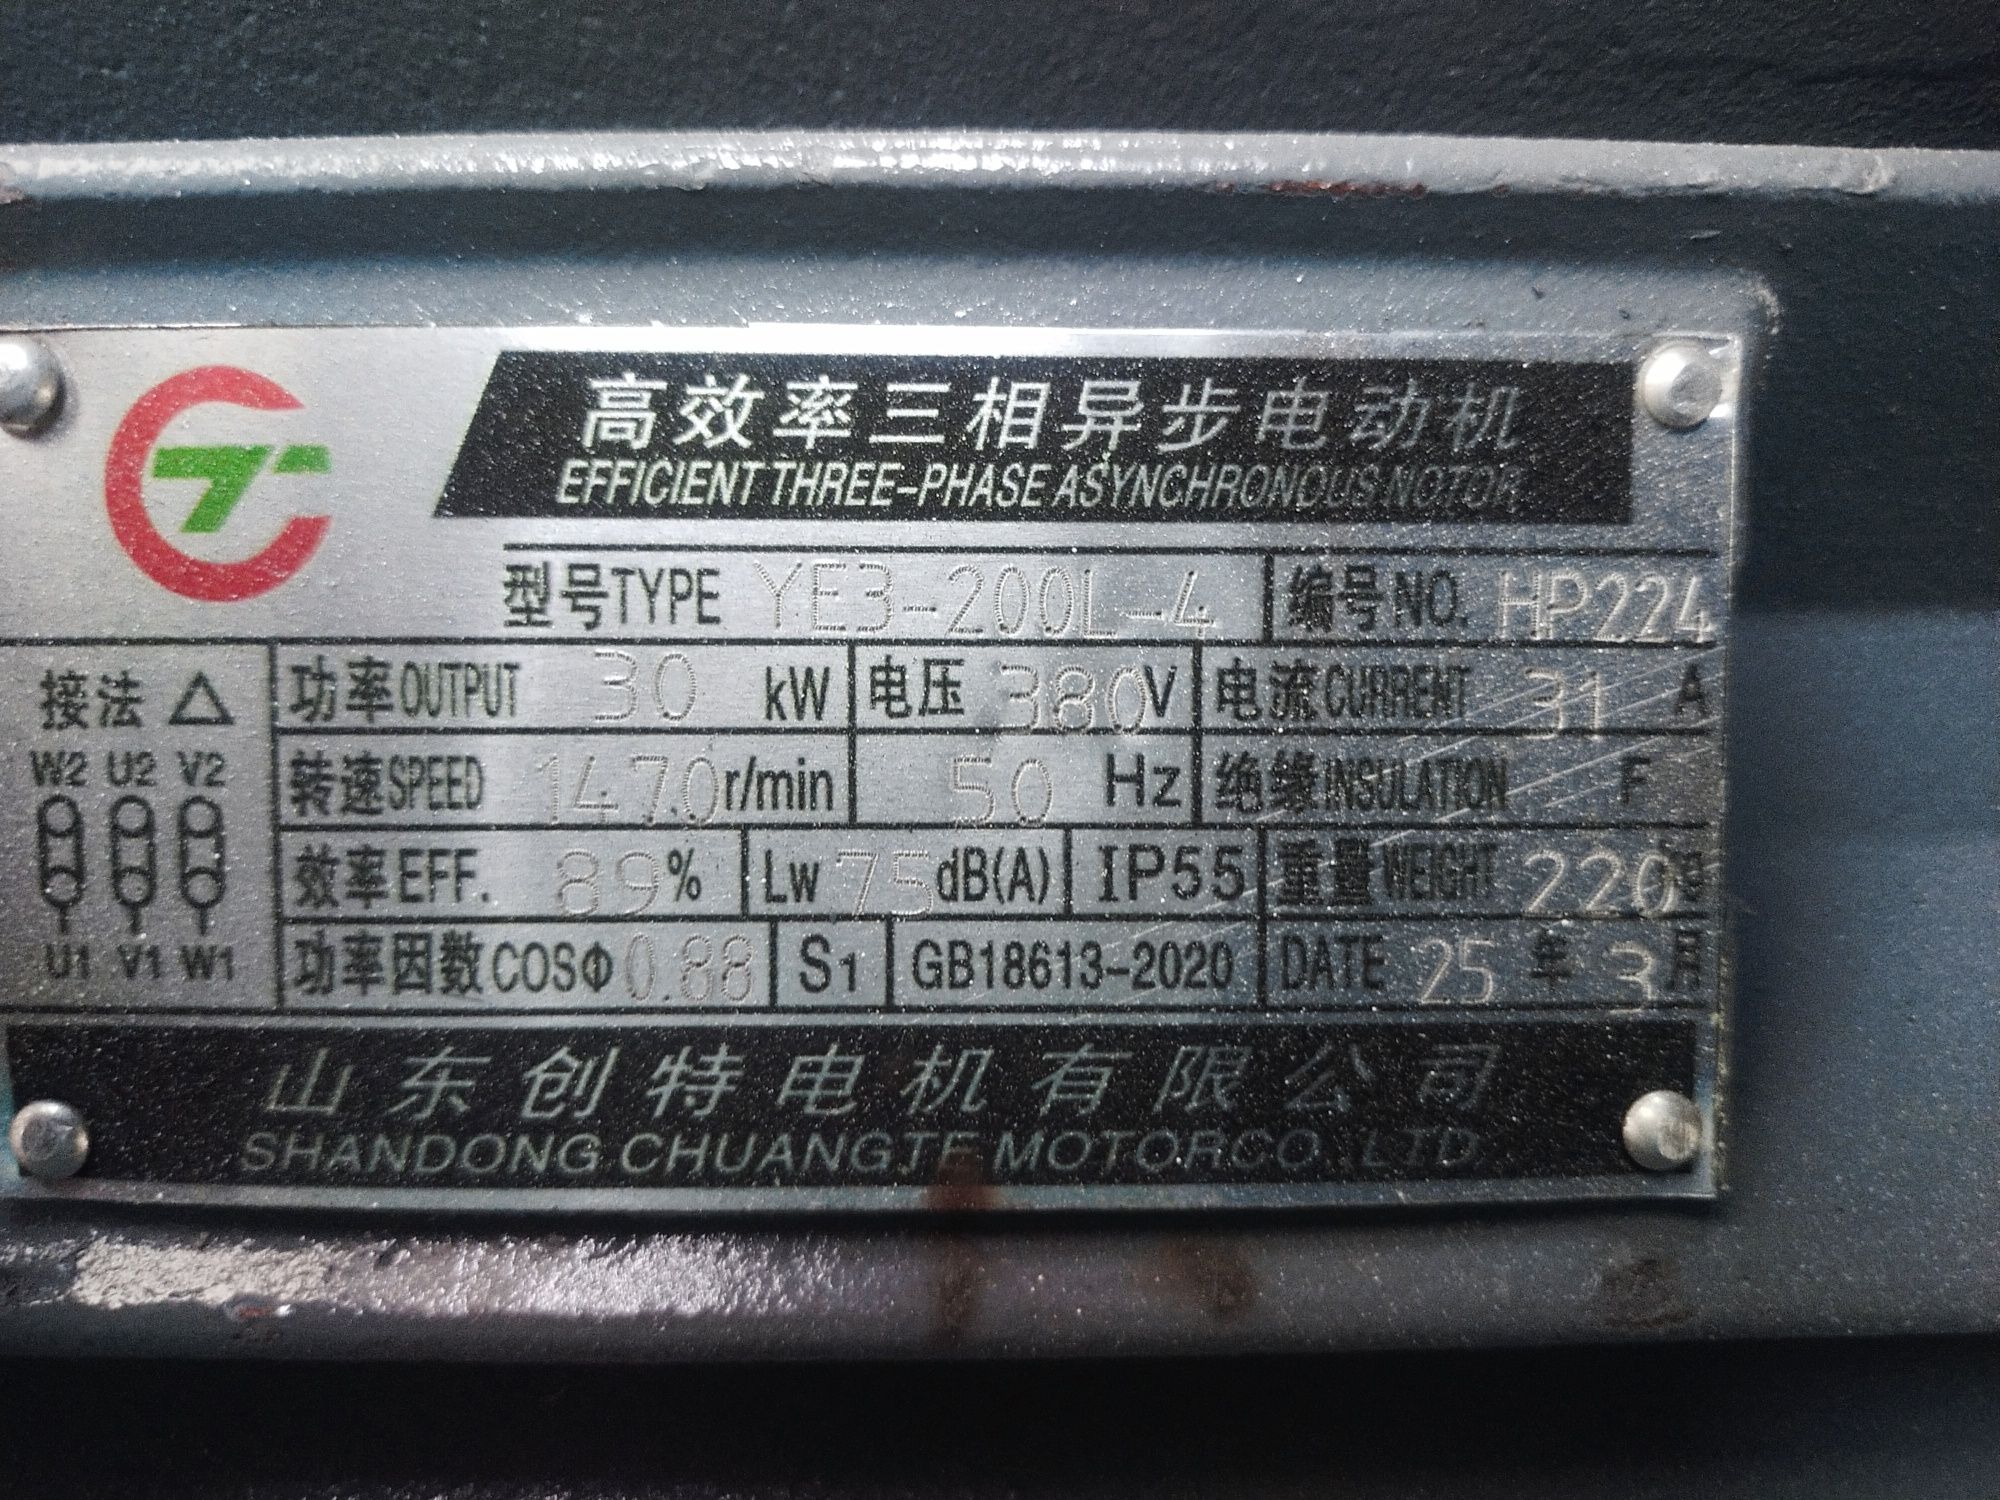 高效率三相异步电动机
EFFICIENT THREE-PHASE ASYNCHRONOUS NOTOR
型号TYPE YE3-200L-4 编号NO. HP224
接法 △ 功率OUTPUT 30 kW 电压 380V 电流CURRENT 31 A
W2 U2 V2 转速SPEED 1470r/min 50 Hz 绝缘INSULATION F
效率EFF. 89% Lw 75dB(A) IP55 重量WEIGHT 220kg
U1 V1 W1 功率因数COSΦ 0.88 S1 GB18613-2020 DATE 25 年 3月
山东创特电机有限公司
SHANDONG CHUANGTE MOTORCO.,LTD.